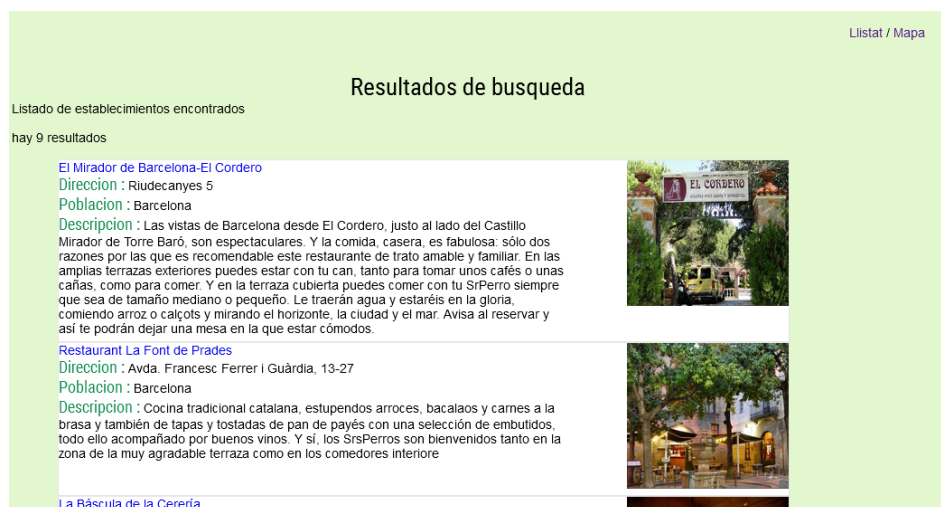 Llistat / Mapa
Resultados de busqueda
Listado de establecimientos encontrados
hay 9 resultados
El Mirador de Barcelona-El Cordero
Direccion : Riudecanyes 5
Poblacion : Barcelona
Descripcion : Las vistas de Barcelona desde El Cordero, justo al lado del Castillo
Mirador de Torre Baró, son espectaculares. Y la comida, casera, es fabulosa: sólo dos
razones por las que es recomendable este restaurante de trato amable y familiar. En las
amplias terrazas exteriores puedes estar con tu can, tanto para tomar unos cafés o unas
cañas, como para comer. Y en la terraza cubierta puedes comer con tu SrPerro siempre
que sea de tamaño mediano o pequeño. Le traerán agua y estaréis en la gloria,
comiendo arroz o calçots y mirando el horizonte, la ciudad y el mar. Avisa al reservar y
así te podrán dejar una mesa en la que estar cómodos.
EL CORDERO
Restaurant La Font de Prades
Direccion : Avda. Francesc Ferrer i Guàrdia, 13-27
Poblacion : Barcelona
Descripcion : Cocina tradicional catalana, estupendos arroces, bacalaos y carnes a la
brasa y también de tapas y tostadas de pan de payés con una selección de embutidos,
todo ello acompañado por buenos vinos. Y sí, los SrsPerros son bienvenidos tanto en la
zona de la muy agradable terraza como en los comedores interiore
La Báscula de la Cerería